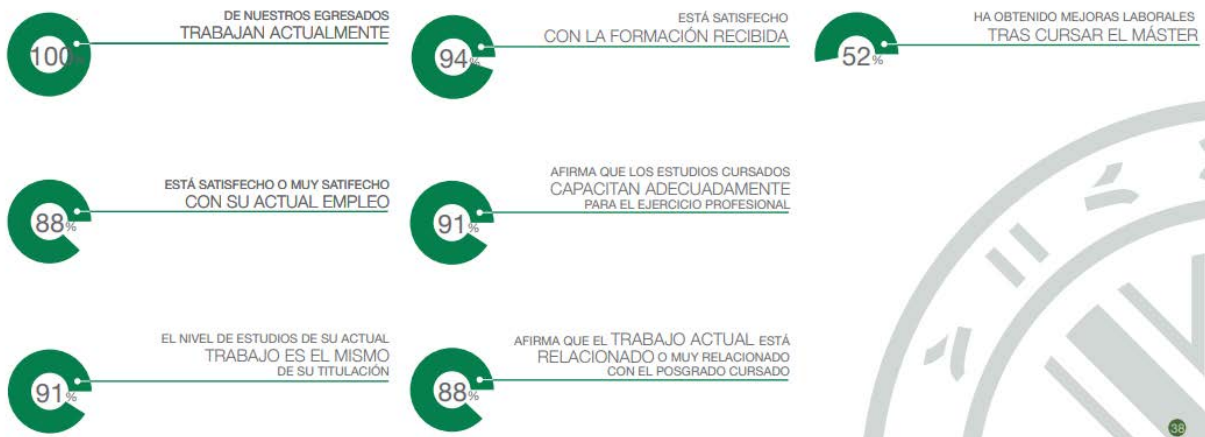 100%
DE NUESTROS EGRESADOS
TRABAJAN ACTUALMENTE
94%
ESTÁ SATISFECHO
CON LA FORMACIÓN RECIBIDA
52%
HA OBTENIDO MEJORAS LABORALES
TRAS CURSAR EL MÁSTER
88%
ESTÁ SATISFECHO O MUY SATIFECHO
CON SU ACTUAL EMPLEO
91%
AFIRMA QUE LOS ESTUDIOS CURSADOS
CAPACITAN ADECUADAMENTE
PARA EL EJERCICIO PROFESIONAL
91%
EL NIVEL DE ESTUDIOS DE SU ACTUAL
TRABAJO ES EL MISMO
DE SU TITULACIÓN
88%
AFIRMA QUE EL TRABAJO ACTUAL ESTÁ
RELACIONADO O MUY RELACIONADO
CON EL POSGRADO CURSADO
38